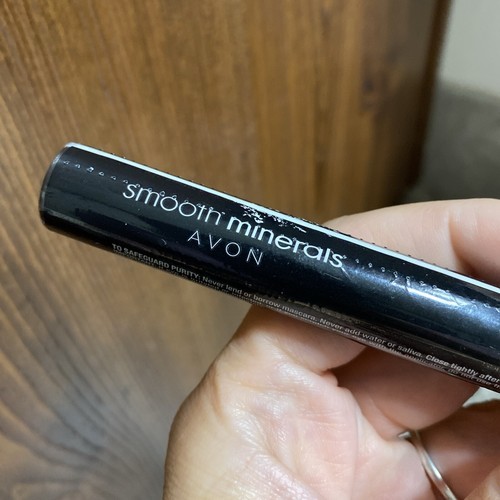 smooth minerals
AVON
TO SAFEGUARD PURITY: Never lend or borrow mascara. Never add water or saliva. Close tightly after